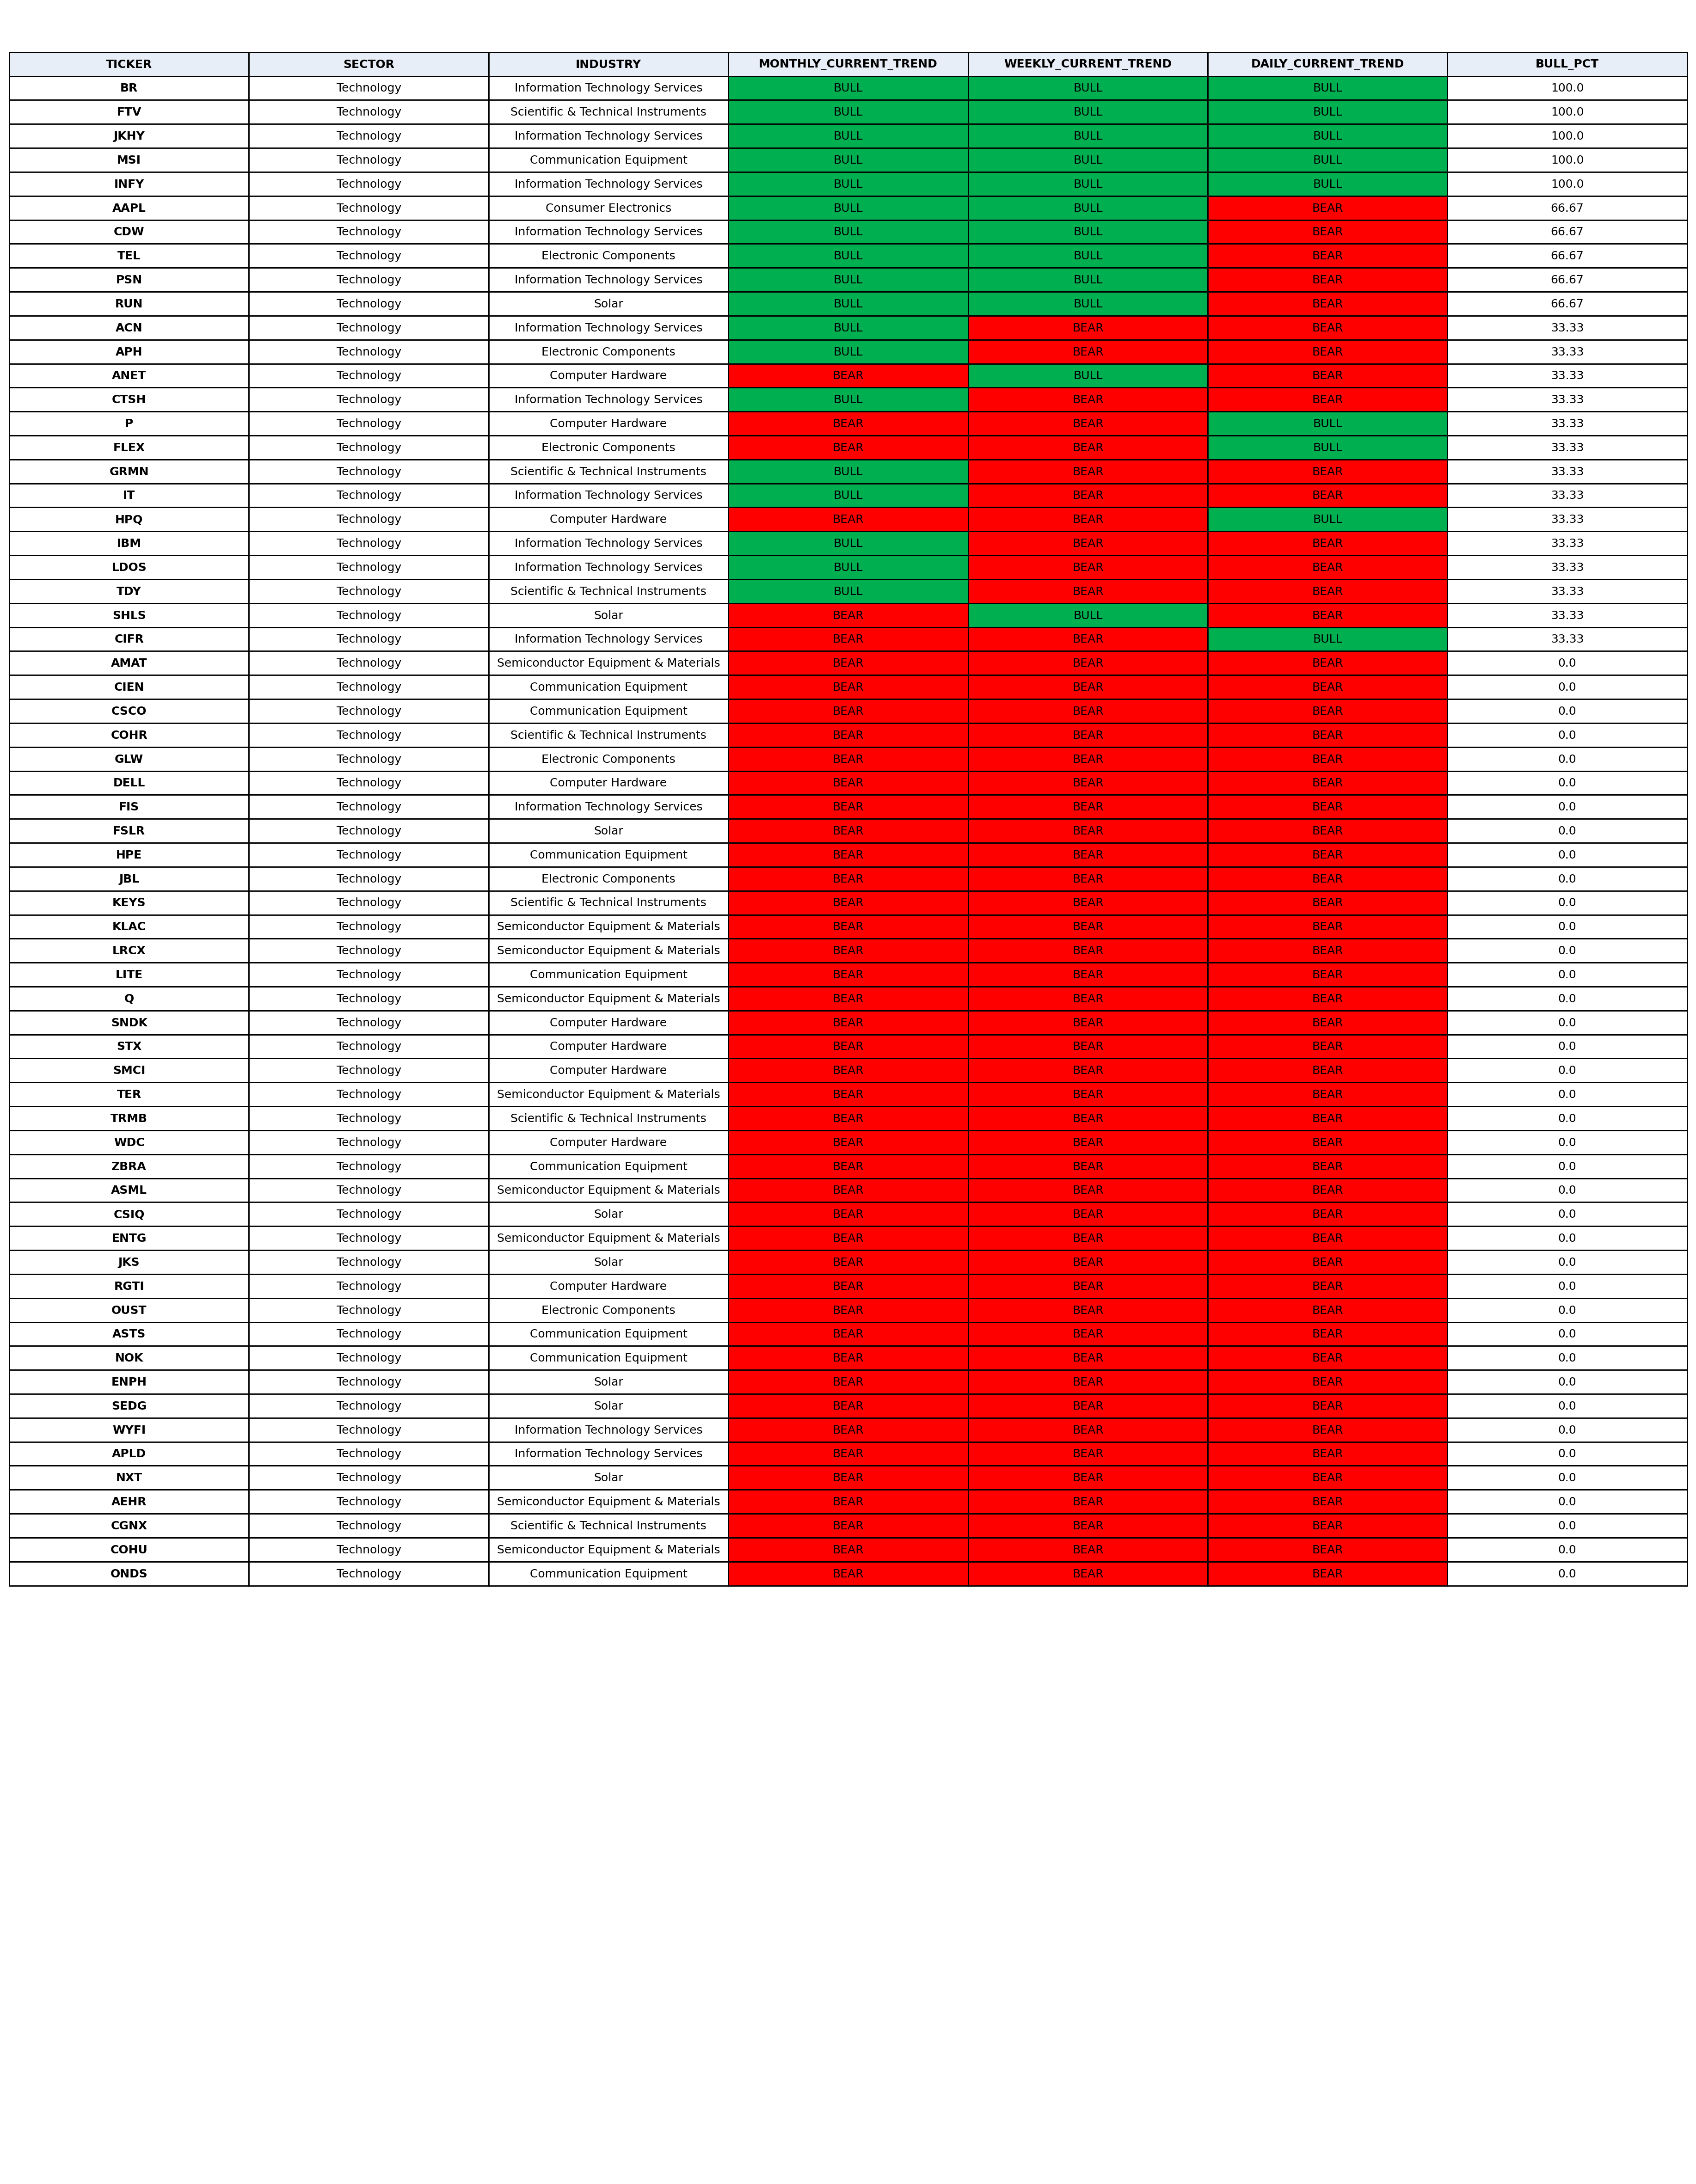 TICKER SECTOR INDUSTRY MONTHLY_CURRENT_TREND WEEKLY_CURRENT_TREND DAILY_CURRENT_TREND BULL_PCT
BR Technology Information Technology Services BULL BULL BULL 100.0
FTV Technology Scientific & Technical Instruments BULL BULL BULL 100.0
JKHY Technology Information Technology Services BULL BULL BULL 100.0
MSI Technology Communication Equipment BULL BULL BULL 100.0
INFY Technology Information Technology Services BULL BULL BULL 100.0
AAPL Technology Consumer Electronics BULL BULL BEAR 66.67
CDW Technology Information Technology Services BULL BULL BEAR 66.67
TEL Technology Electronic Components BULL BULL BEAR 66.67
PSN Technology Information Technology Services BULL BULL BEAR 66.67
RUN Technology Solar BULL BULL BEAR 66.67
ACN Technology Information Technology Services BULL BEAR BEAR 33.33
APH Technology Electronic Components BULL BEAR BEAR 33.33
ANET Technology Computer Hardware BEAR BULL BEAR 33.33
CTSH Technology Information Technology Services BULL BEAR BEAR 33.33
P Technology Computer Hardware BEAR BEAR BULL 33.33
FLEX Technology Electronic Components BEAR BEAR BULL 33.33
GRMN Technology Scientific & Technical Instruments BULL BEAR BEAR 33.33
IT Technology Information Technology Services BULL BEAR BEAR 33.33
HPQ Technology Computer Hardware BEAR BEAR BULL 33.33
IBM Technology Information Technology Services BULL BEAR BEAR 33.33
LDOS Technology Information Technology Services BULL BEAR BEAR 33.33
TDY Technology Scientific & Technical Instruments BULL BEAR BEAR 33.33
SHLS Technology Solar BEAR BULL BEAR 33.33
CIFR Technology Information Technology Services BEAR BEAR BULL 33.33
AMAT Technology Semiconductor Equipment & Materials BEAR BEAR BEAR 0.0
CIEN Technology Communication Equipment BEAR BEAR BEAR 0.0
CSCO Technology Communication Equipment BEAR BEAR BEAR 0.0
COHR Technology Scientific & Technical Instruments BEAR BEAR BEAR 0.0
GLW Technology Electronic Components BEAR BEAR BEAR 0.0
DELL Technology Computer Hardware BEAR BEAR BEAR 0.0
FIS Technology Information Technology Services BEAR BEAR BEAR 0.0
FSLR Technology Solar BEAR BEAR BEAR 0.0
HPE Technology Communication Equipment BEAR BEAR BEAR 0.0
JBL Technology Electronic Components BEAR BEAR BEAR 0.0
KEYS Technology Scientific & Technical Instruments BEAR BEAR BEAR 0.0
KLAC Technology Semiconductor Equipment & Materials BEAR BEAR BEAR 0.0
LRCX Technology Semiconductor Equipment & Materials BEAR BEAR BEAR 0.0
LITE Technology Communication Equipment BEAR BEAR BEAR 0.0
Q Technology Semiconductor Equipment & Materials BEAR BEAR BEAR 0.0
SNDK Technology Computer Hardware BEAR BEAR BEAR 0.0
STX Technology Computer Hardware BEAR BEAR BEAR 0.0
SMCI Technology Computer Hardware BEAR BEAR BEAR 0.0
TER Technology Semiconductor Equipment & Materials BEAR BEAR BEAR 0.0
TRMB Technology Scientific & Technical Instruments BEAR BEAR BEAR 0.0
WDC Technology Computer Hardware BEAR BEAR BEAR 0.0
ZBRA Technology Communication Equipment BEAR BEAR BEAR 0.0
ASML Technology Semiconductor Equipment & Materials BEAR BEAR BEAR 0.0
CSIQ Technology Solar BEAR BEAR BEAR 0.0
ENTG Technology Semiconductor Equipment & Materials BEAR BEAR BEAR 0.0
JKS Technology Solar BEAR BEAR BEAR 0.0
RGTI Technology Computer Hardware BEAR BEAR BEAR 0.0
OUST Technology Electronic Components BEAR BEAR BEAR 0.0
ASTS Technology Communication Equipment BEAR BEAR BEAR 0.0
NOK Technology Communication Equipment BEAR BEAR BEAR 0.0
ENPH Technology Solar BEAR BEAR BEAR 0.0
SEDG Technology Solar BEAR BEAR BEAR 0.0
WYFI Technology Information Technology Services BEAR BEAR BEAR 0.0
APLD Technology Information Technology Services BEAR BEAR BEAR 0.0
NXT Technology Solar BEAR BEAR BEAR 0.0
AEHR Technology Semiconductor Equipment & Materials BEAR BEAR BEAR 0.0
CGNX Technology Scientific & Technical Instruments BEAR BEAR BEAR 0.0
COHU Technology Semiconductor Equipment & Materials BEAR BEAR BEAR 0.0
ONDS Technology Communication Equipment BEAR BEAR BEAR 0.0